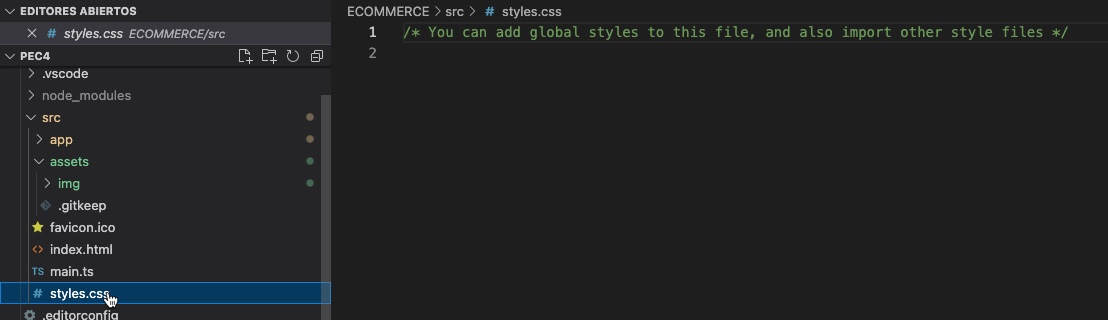 EDITORES ABIERTOS
styles.css ECOMMERCE/src
PEC4
.vscode
node_modules
src
app
assets
img
.gitkeep
favicon.ico
<> index.html
TS main.ts
# styles.css
.editorconfig
ECOMMERCE > src > # styles.css
1 /* You can add global styles to this file, and also import other style files */
2